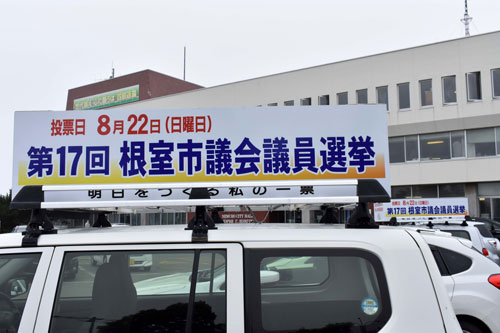 投票日 8月22日(日曜日)
第17回 根室市議会議員選挙
明日をつくる私の一票
投票日 8月22日(日曜日)
第17回 根室市議会議員選挙
NEMURO CITY HALL